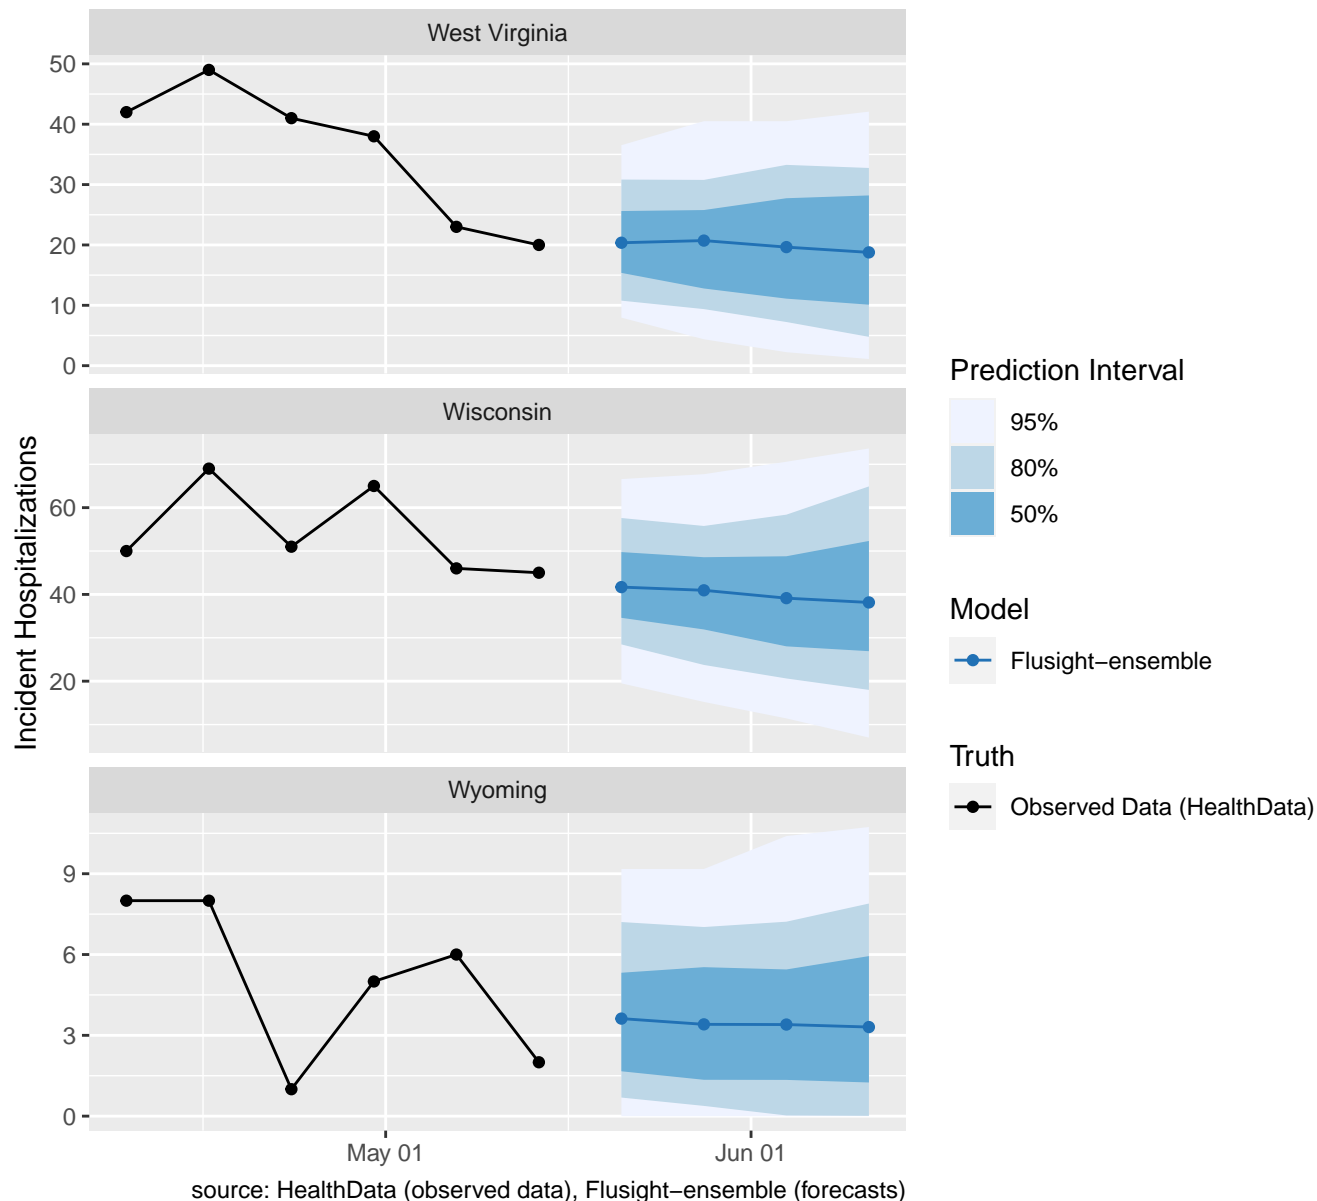 West Virginia
50
40
30
20
10
0
Wisconsin
60
40
20
Wyoming
9
6
3
0
May 01
Jun 01
Incident Hospitalizations
source: HealthData (observed data), Flusight−ensemble (forecasts)
Prediction Interval
95%
80%
50%
Model
Flusight−ensemble
Truth
Observed Data (HealthData)